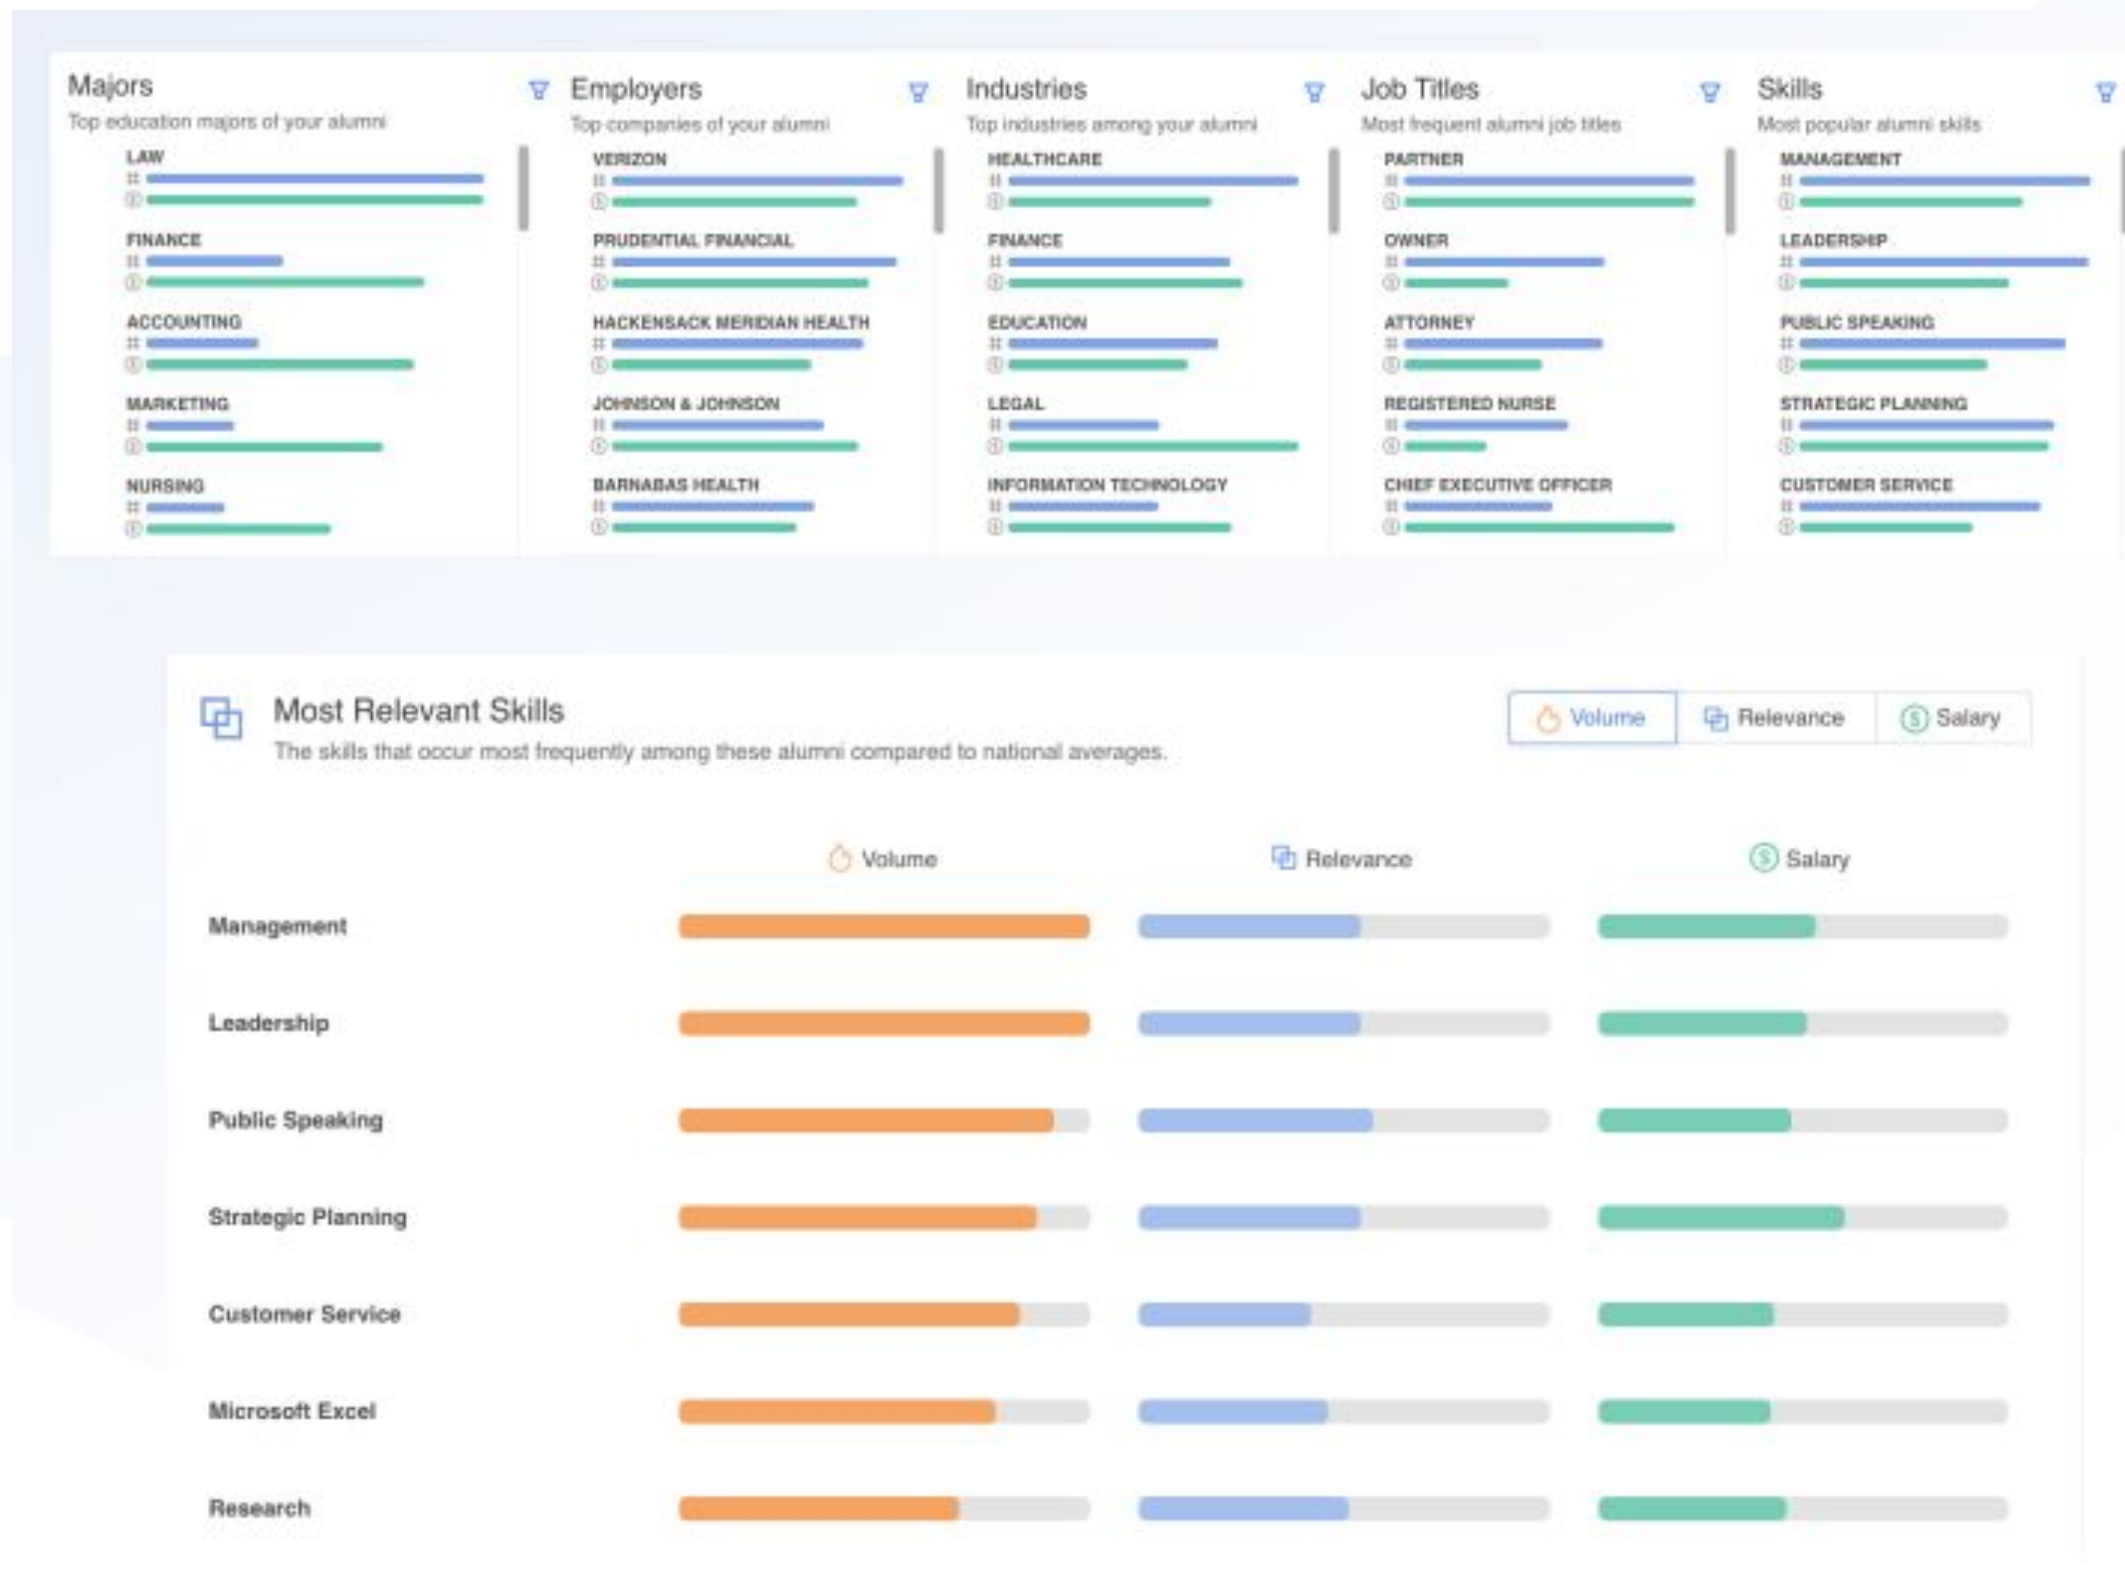 Majors
Top education majors of your alumni
LAW
FINANCE
ACCOUNTING
MARKETING
NURSING
Employers
Top companies of your alumni
VERIZON
PRUDENTIAL FINANCIAL
HACKENSACK MERIDIAN HEALTH
JOHNSON & JOHNSON
BARNABAS HEALTH
Industries
Top industries among your alumni
HEALTHCARE
FINANCE
EDUCATION
LEGAL
INFORMATION TECHNOLOGY
Job Titles
Most frequent alumni job titles
PARTNER
OWNER
ATTORNEY
REGISTERED NURSE
CHIEF EXECUTIVE OFFICER
Skills
Most popular alumni skills
MANAGEMENT
LEADERSHIP
PUBLIC SPEAKING
STRATEGIC PLANNING
CUSTOMER SERVICE
Most Relevant Skills
The skills that occur most frequently among these alumni compared to national averages.
Volume Relevance Salary
Volume Relevance Salary
Management
Leadership
Public Speaking
Strategic Planning
Customer Service
Microsoft Excel
Research